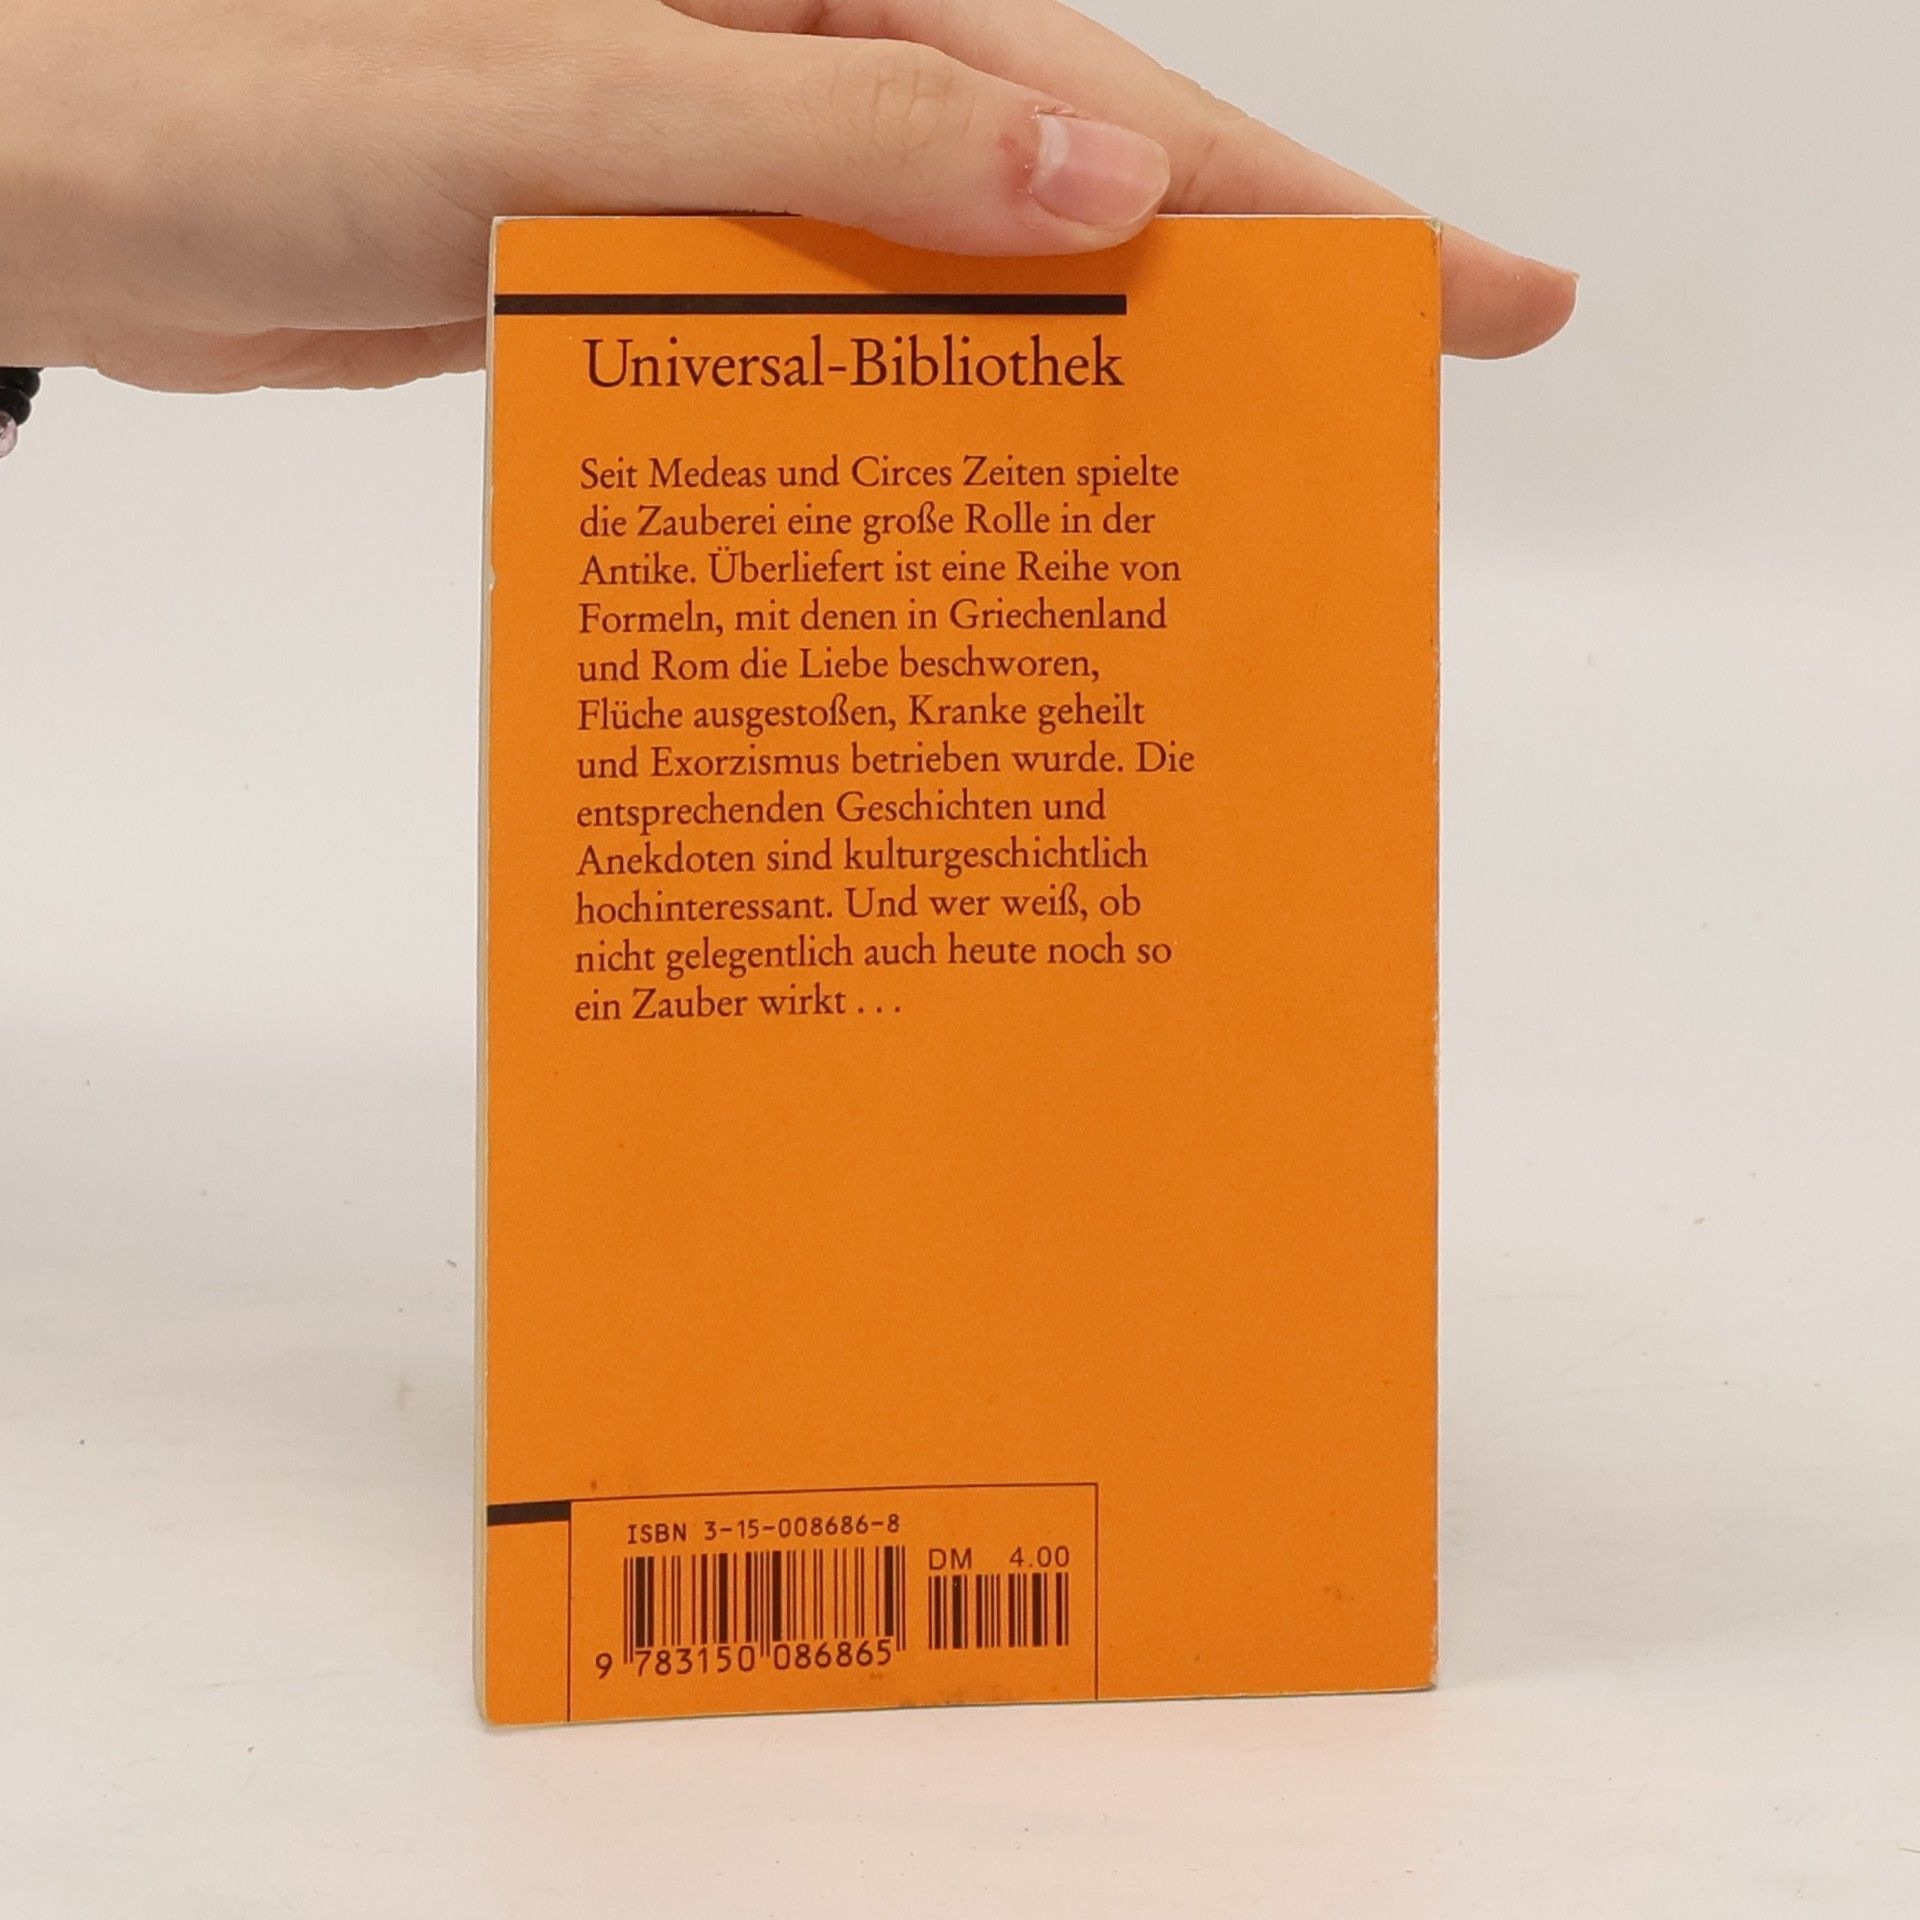 Universal-Bibliothek
Seit Medeas und Circes Zeiten spielte
die Zauberei eine große Rolle in der
Antike. Überliefert ist eine Reihe von
Formeln, mit denen in Griechenland
und Rom die Liebe beschworen,
Flüche ausgestoßen, Kranke geheilt
und Exorzismus betrieben wurde. Die
entsprechenden Geschichten und
Anekdoten sind kulturgeschichtlich
hochinteressant. Und wer weiß, ob
nicht gelegentlich auch heute noch so
ein Zauber wirkt . . .
ISBN 3-15-008686-8
DM 4.00
9 783150 086865